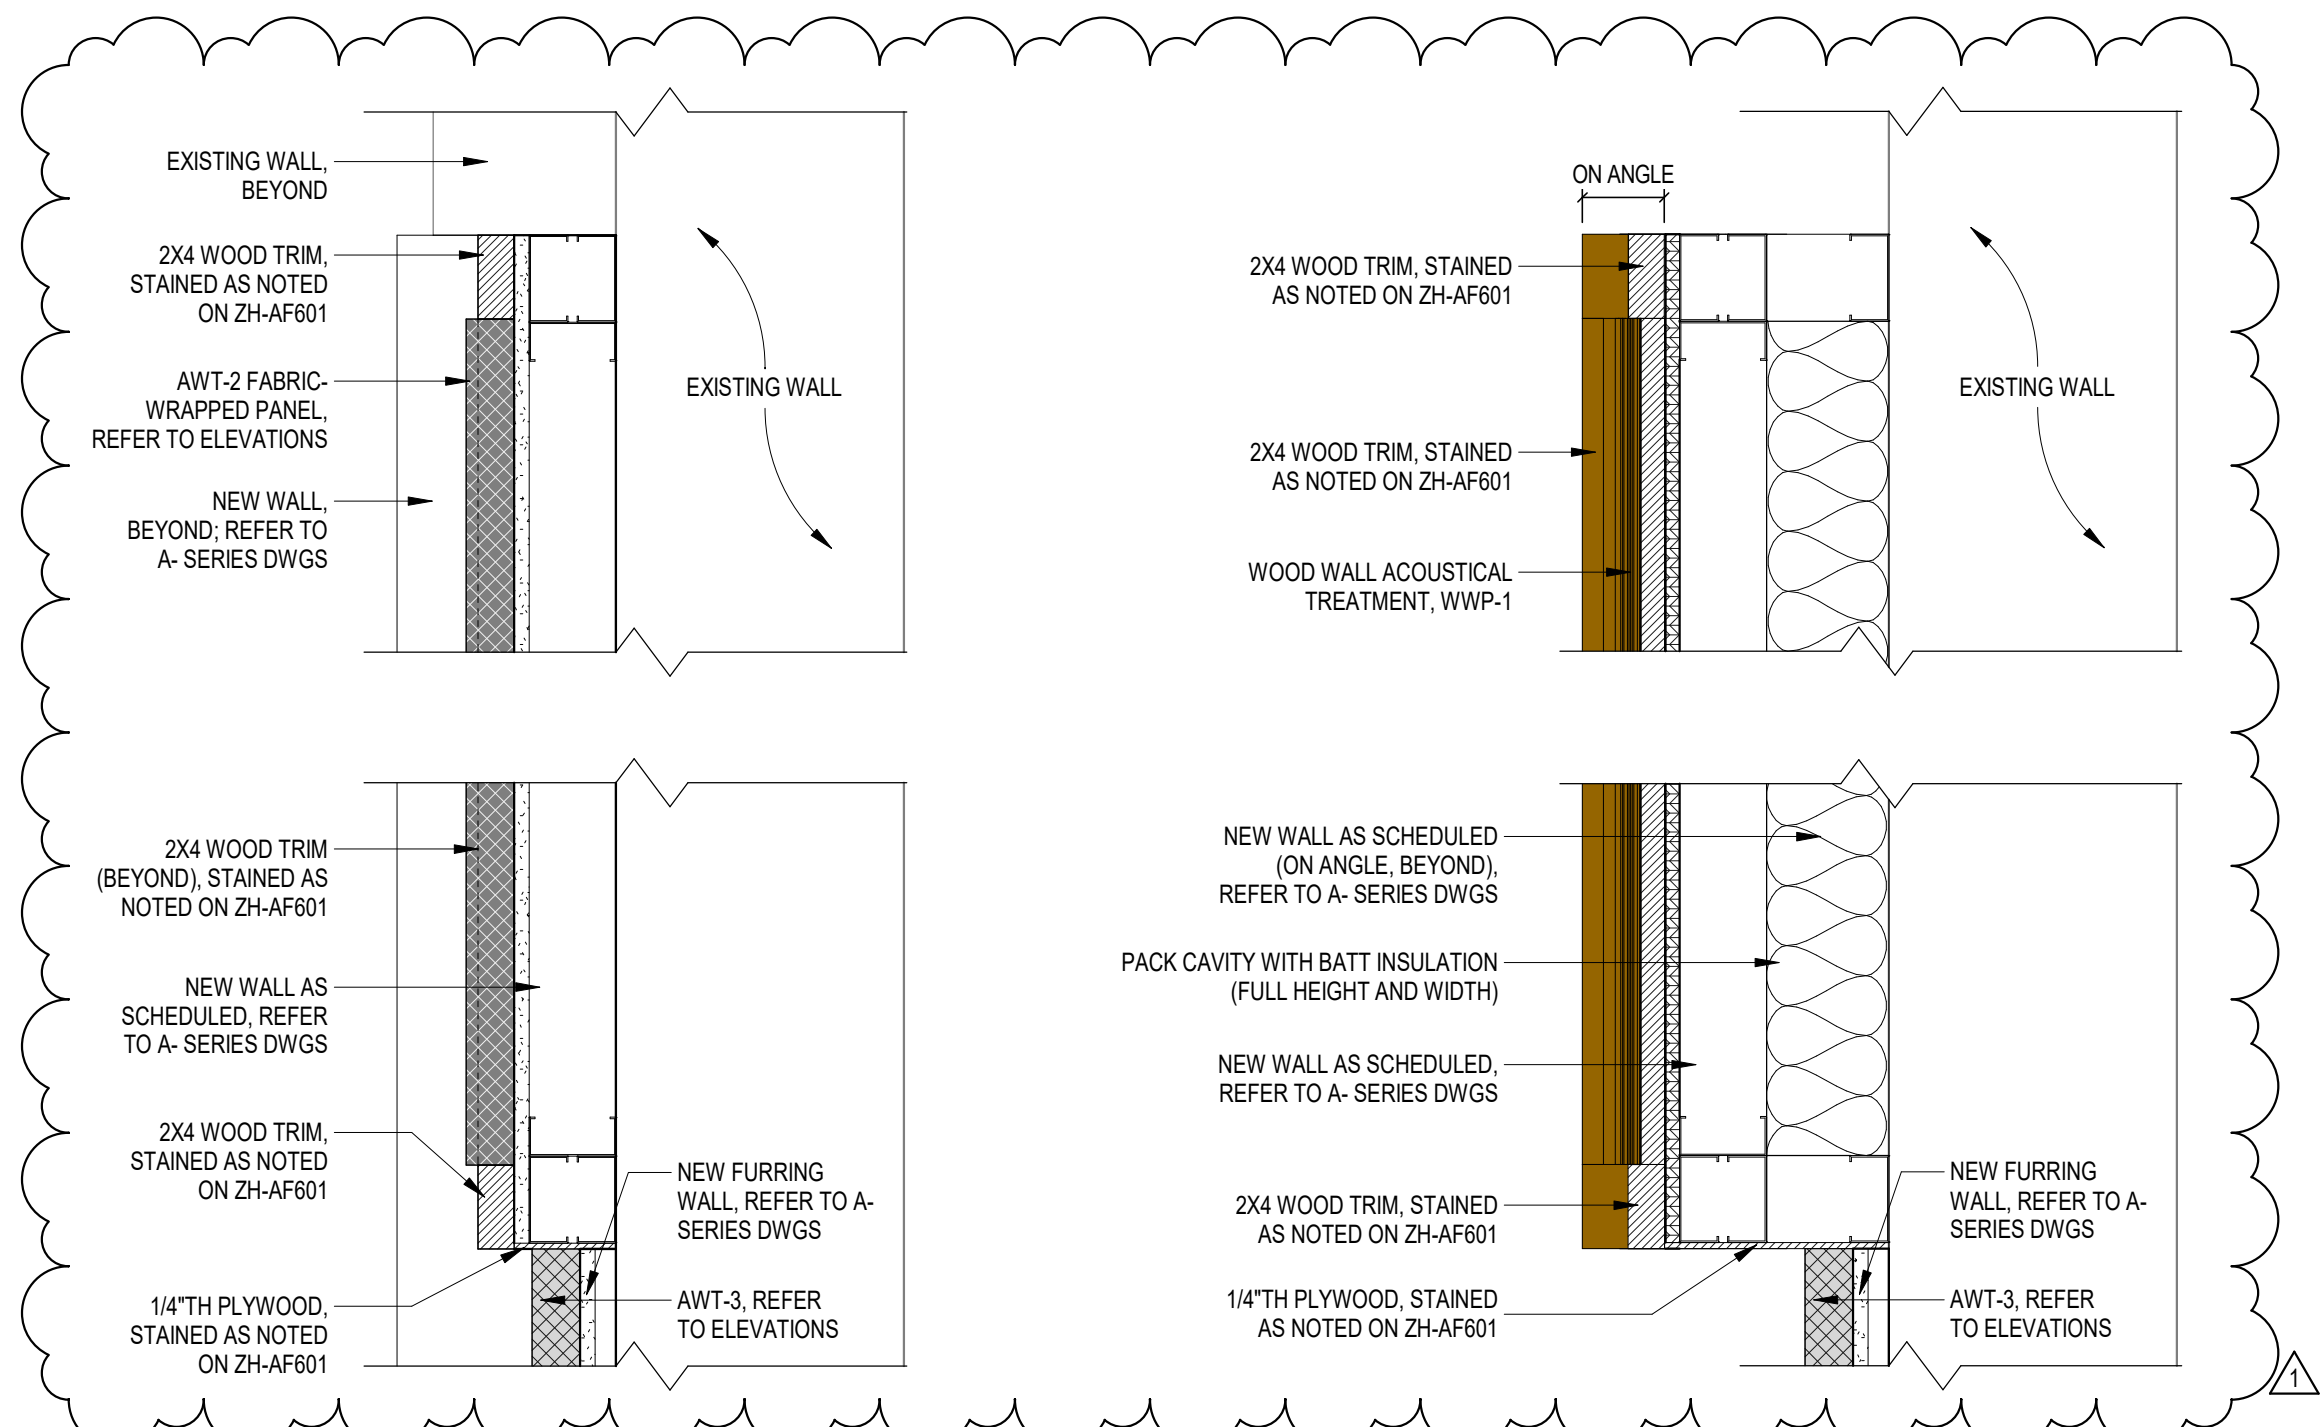 EXISTING WALL,
BEYOND
2X4 WOOD TRIM,
STAINED AS NOTED
ON ZH-AF601
AWT-2 FABRIC-
WRAPPED PANEL,
REFER TO ELEVATIONS
NEW WALL,
BEYOND; REFER TO
A- SERIES DWGS
EXISTING WALL
2X4 WOOD TRIM
(BEYOND), STAINED AS
NOTED ON ZH-AF601
NEW WALL AS
SCHEDULED, REFER
TO A- SERIES DWGS
2X4 WOOD TRIM,
STAINED AS NOTED
ON ZH-AF601
1/4"TH PLYWOOD,
STAINED AS NOTED
ON ZH-AF601
NEW FURRING
WALL, REFER TO A-
SERIES DWGS
AWT-3, REFER
TO ELEVATIONS
ON ANGLE
2X4 WOOD TRIM, STAINED
AS NOTED ON ZH-AF601
2X4 WOOD TRIM, STAINED
AS NOTED ON ZH-AF601
WOOD WALL ACOUSTICAL
TREATMENT, WWP-1
EXISTING WALL
NEW WALL AS SCHEDULED
(ON ANGLE, BEYOND),
REFER TO A- SERIES DWGS
PACK CAVITY WITH BATT INSULATION
(FULL HEIGHT AND WIDTH)
NEW WALL AS SCHEDULED,
REFER TO A- SERIES DWGS
2X4 WOOD TRIM, STAINED
AS NOTED ON ZH-AF601
1/4"TH PLYWOOD, STAINED
AS NOTED ON ZH-AF601
NEW FURRING
WALL, REFER TO A-
SERIES DWGS
AWT-3, REFER
TO ELEVATIONS
1